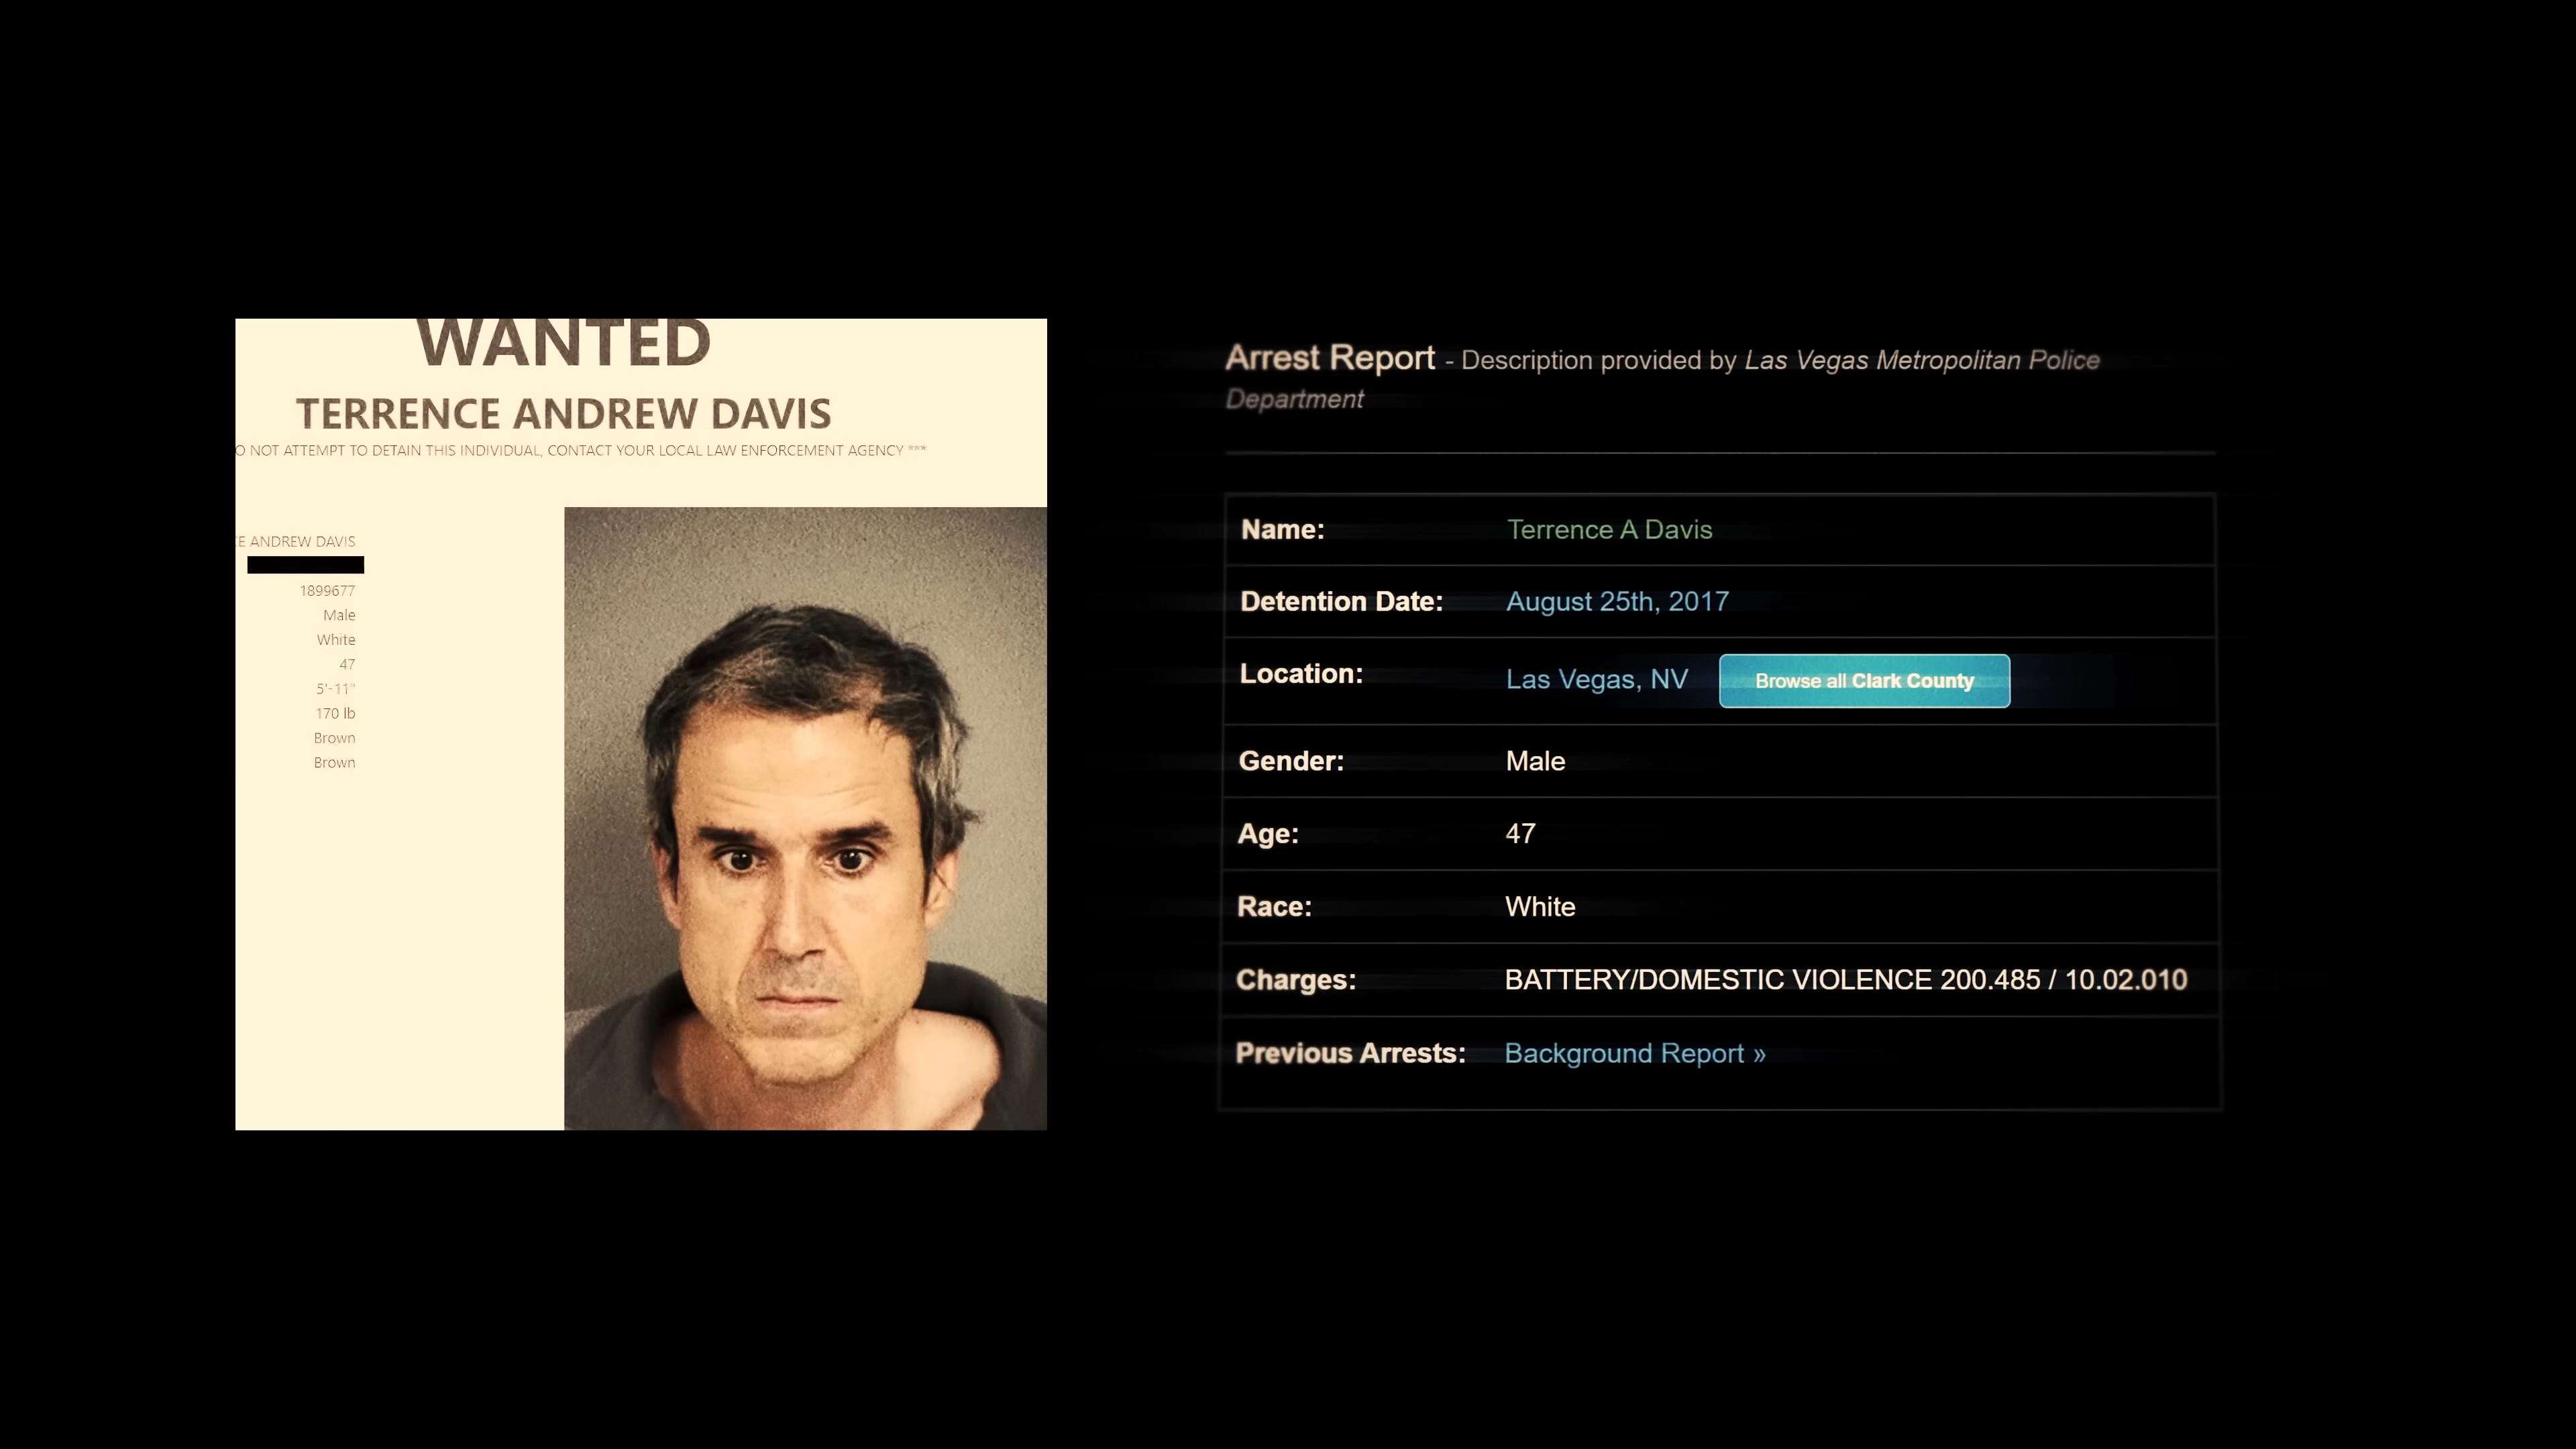 WANTED
TERRENCE ANDREW DAVIS
O NOT ATTEMPT TO DETAIN THIS INDIVIDUAL, CONTACT YOUR LOCAL LAW ENFORCEMENT AGENCY ***
CE ANDREW DAVIS
1899677
Male
White
47
5'-11"
170 lb
Brown
Brown
Arrest Report - Description provided by Las Vegas Metropolitan Police
Department
Name: Terrence A Davis
Detention Date: August 25th, 2017
Location: Las Vegas, NV Browse all Clark County
Gender: Male
Age: 47
Race: White
Charges: BATTERY/DOMESTIC VIOLENCE 200.485 / 10.02.010
Previous Arrests: Background Report »